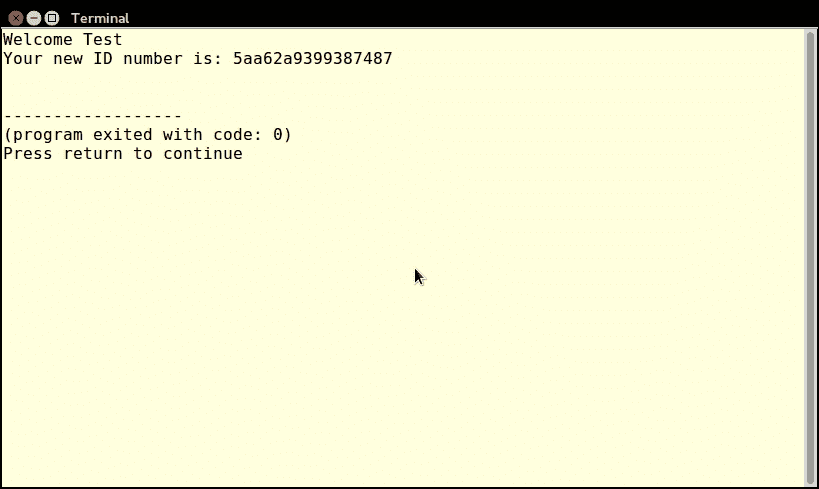 Terminal
Welcome Test
Your new ID number is: 5aa62a9399387487
------------------
(program exited with code: 0)
Press return to continue